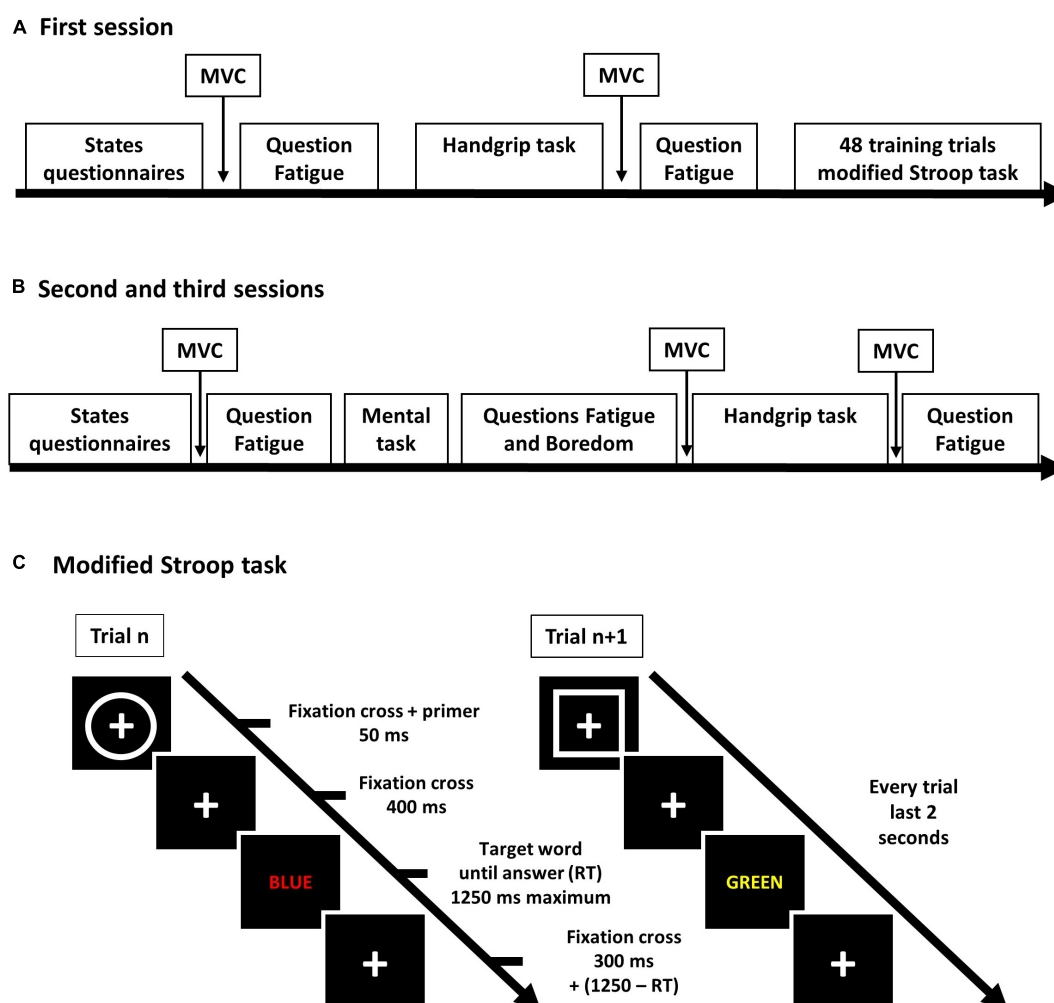 A First session
MVC
MVC
States
questionnaires
Question
Fatigue
Handgrip task
Question
Fatigue
48 training trials
modified Stroop task
B Second and third sessions
MVC
MVC
MVC
States
questionnaires
Question
Fatigue
Mental
task
Questions Fatigue
and Boredom
Handgrip task
Question
Fatigue
C Modified Stroop task
Trial n
Fixation cross + primer
50 ms
Fixation cross
400 ms
Target word
until answer (RT)
1250 ms maximum
BLUE
Fixation cross
300 ms
+ (1250 – RT)
Trial n+1
Every trial
last 2
seconds
GREEN